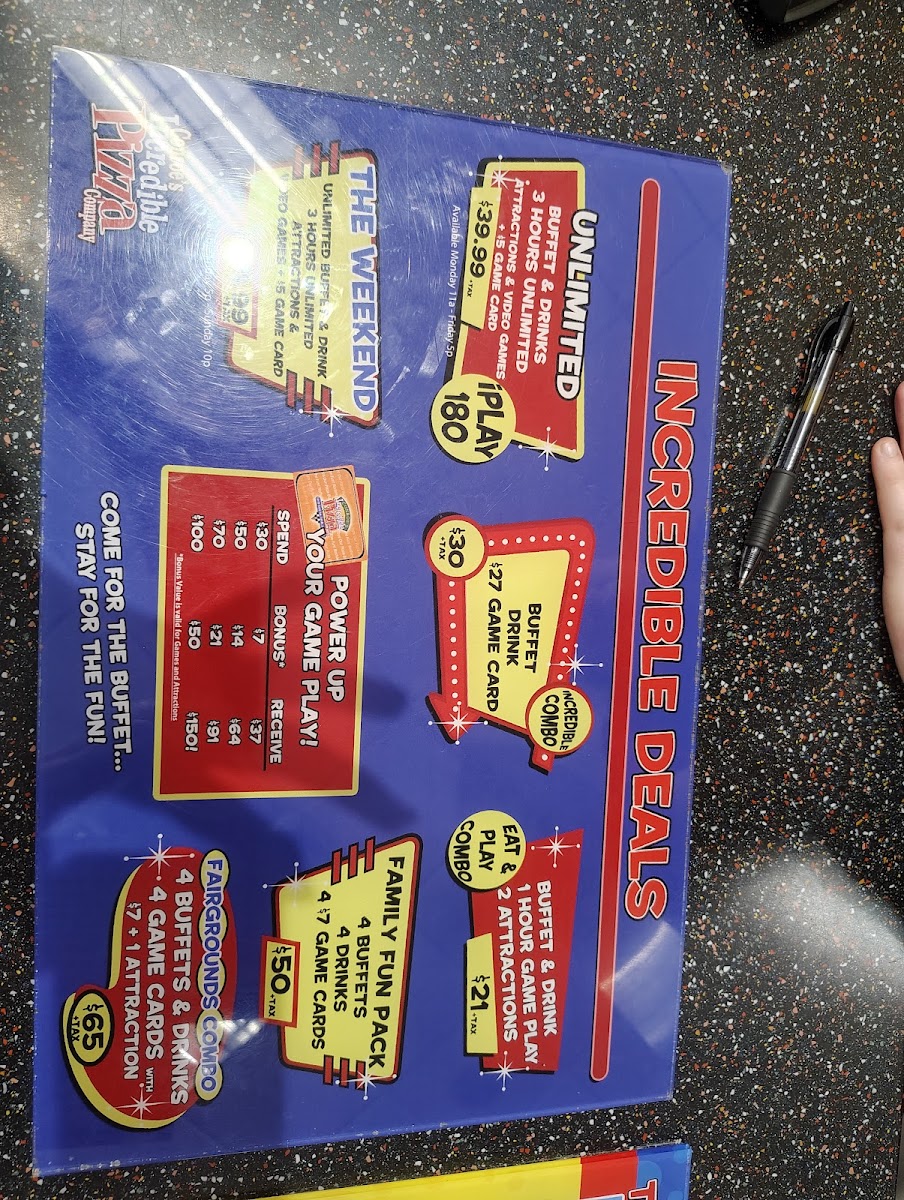 INCREDIBLE DEALS
UNLIMITED
BUFFET & DRINKS
3 HOURS UNLIMITED
ATTRACTIONS & VIDEO GAMES
+ $5 GAME CARD
$39.99 +TAX
iPLAY
180
Available Monday 11a - Friday 5p
INCREDIBLE
COMBO
BUFFET
DRINK
$27 GAME CARD
$30
+TAX
EAT &
PLAY
COMBO
BUFFET & DRINK
1 HOUR GAME PLAY
2 ATTRACTIONS
$21 +TAX
THE WEEKEND
UNLIMITED BUFFET & DRINK
3 HOURS UNLIMITED
ATTRACTIONS &
VIDEO GAMES + $5 GAME CARD
+TAX
Sunday 10p
POWER UP
YOUR GAME PLAY!
SPEND BONUS* RECEIVE
$30 $7 $37
$50 $14 $64
$70 $21 $91
$100 $50 $150!
*Bonus Value is valid for Games and Attractions
FAMILY FUN PACK
4 BUFFETS
4 DRINKS
4 $7 GAME CARDS
$50 +TAX
FAIRGROUNDS COMBO
4 BUFFETS & DRINKS
4 GAME CARDS WITH
$7 + 1 ATTRACTION
$65
+TAX
Incredible
Pizza
Company
COME FOR THE BUFFET...
STAY FOR THE FUN!